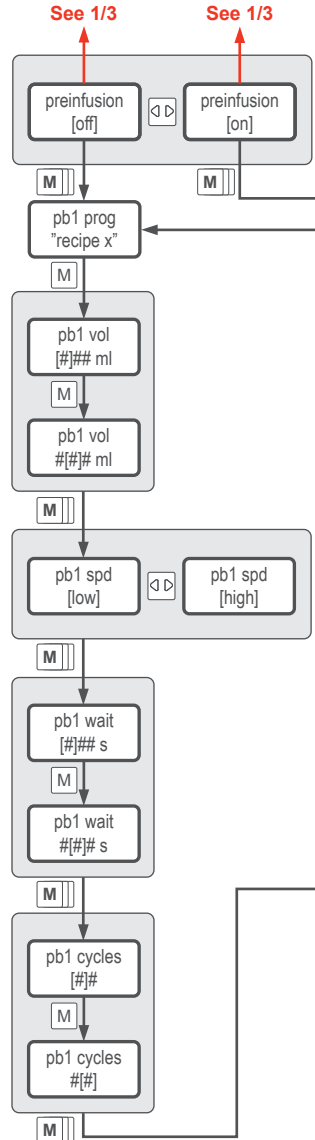 See 1/3
See 1/3
preinfusion
[off]
preinfusion
[on]
M
M
pb1 prog
"recipe x"
M
pb1 vol
[#]## ml
M
pb1 vol
#[#]# ml
M
pb1 spd
[low]
pb1 spd
[high]
M
pb1 wait
[#]## s
M
pb1 wait
#[#]# s
M
pb1 cycles
[#]#
M
pb1 cycles
#[#]
M